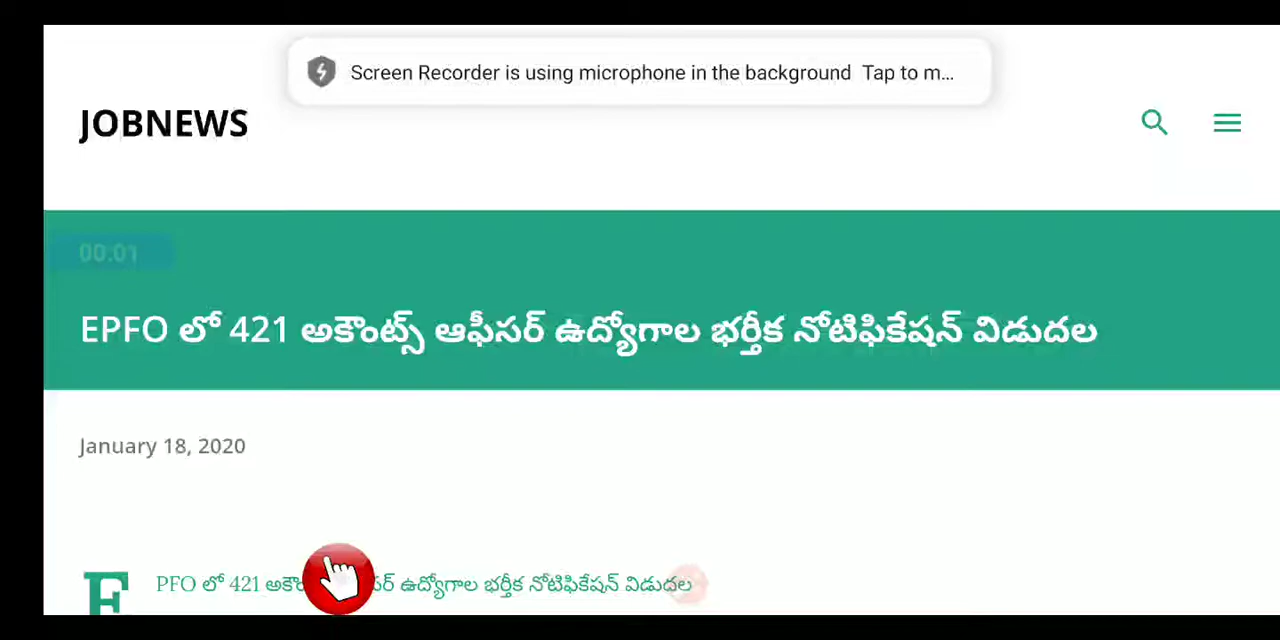 Screen Recorder is using microphone in the background Tap to m...
JOBNEWS
00:01
EPFO లో 421 అకౌంట్స్ ఆఫీసర్ ఉద్యోగాల భర్తీక నోటిఫికేషన్ విడుదల
January 18, 2020
EPFO లో 421 ఉద్యోగాల భర్తీక నోటిఫికేషన్ విడుదల